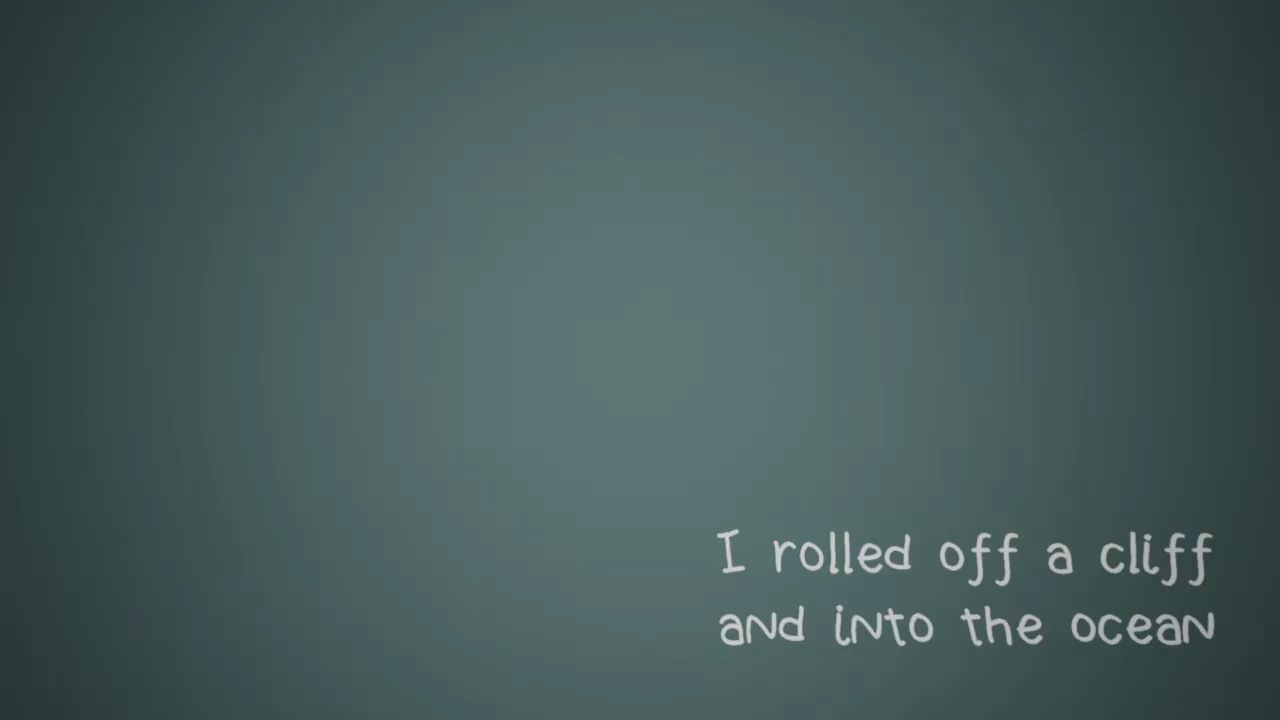 I rolled off a cliff
and into the ocean